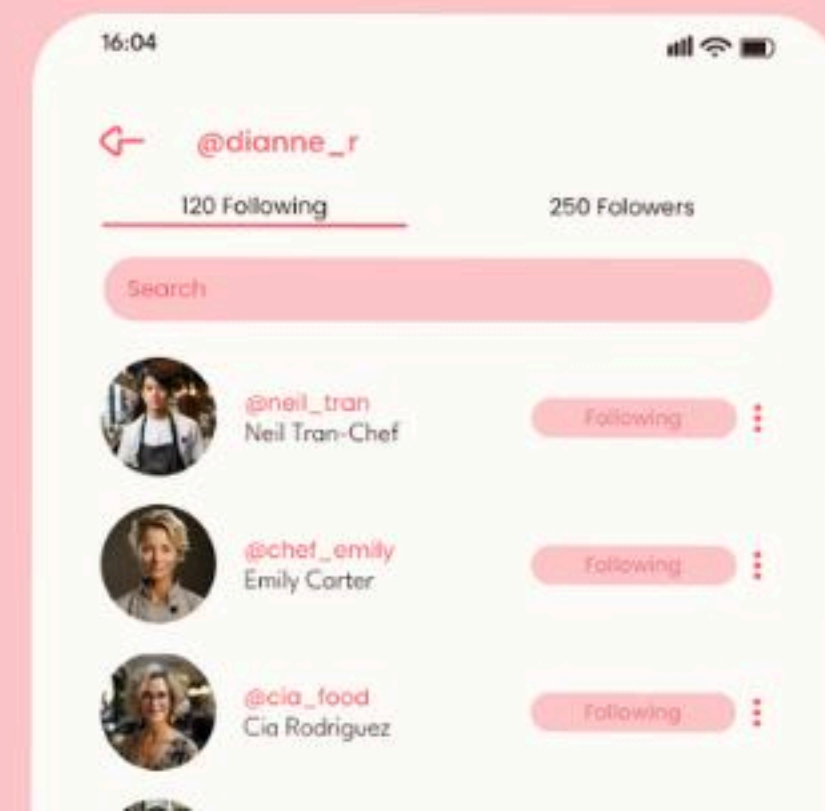 16:04
@dianne_r
120 Following
250 Folowers
Search
@neil_tran
Neil Tran-Chef
Following
@chef_emily
Emily Carter
Following
@cia_food
Cia Rodriguez
Following